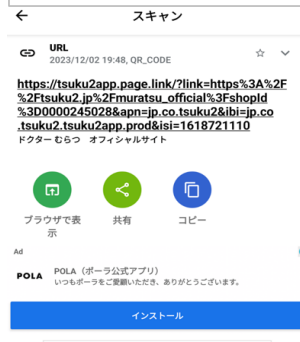 スキャン
URL
2023/12/02 19:48, QR_CODE
https://tsuku2app.page.link/?link=https%3A%2F
%2Ftsuku2.jp%2Fmuratsu_official%3FshopId
%3D0000245028&apn=jp.co.tsuku2&ibi=jp.co
.tsuku2.tsuku2app.prod&isi=1618721110
ドクターむらつ　オフィシャルサイト
ブラウザで表
示
共有
コピー
Ad
POLA
POLA（ポーラ公式アプリ）
いつもポーラをご愛顧いただき、ありがとうございます。
インストール